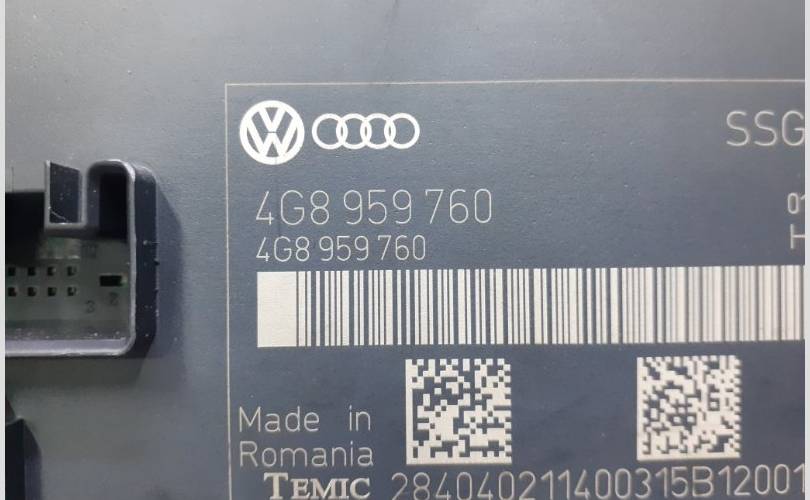 SSG
4G8 959 760
4G8 959 760
Made in
Romania
TEMIC 284040211400315B12001